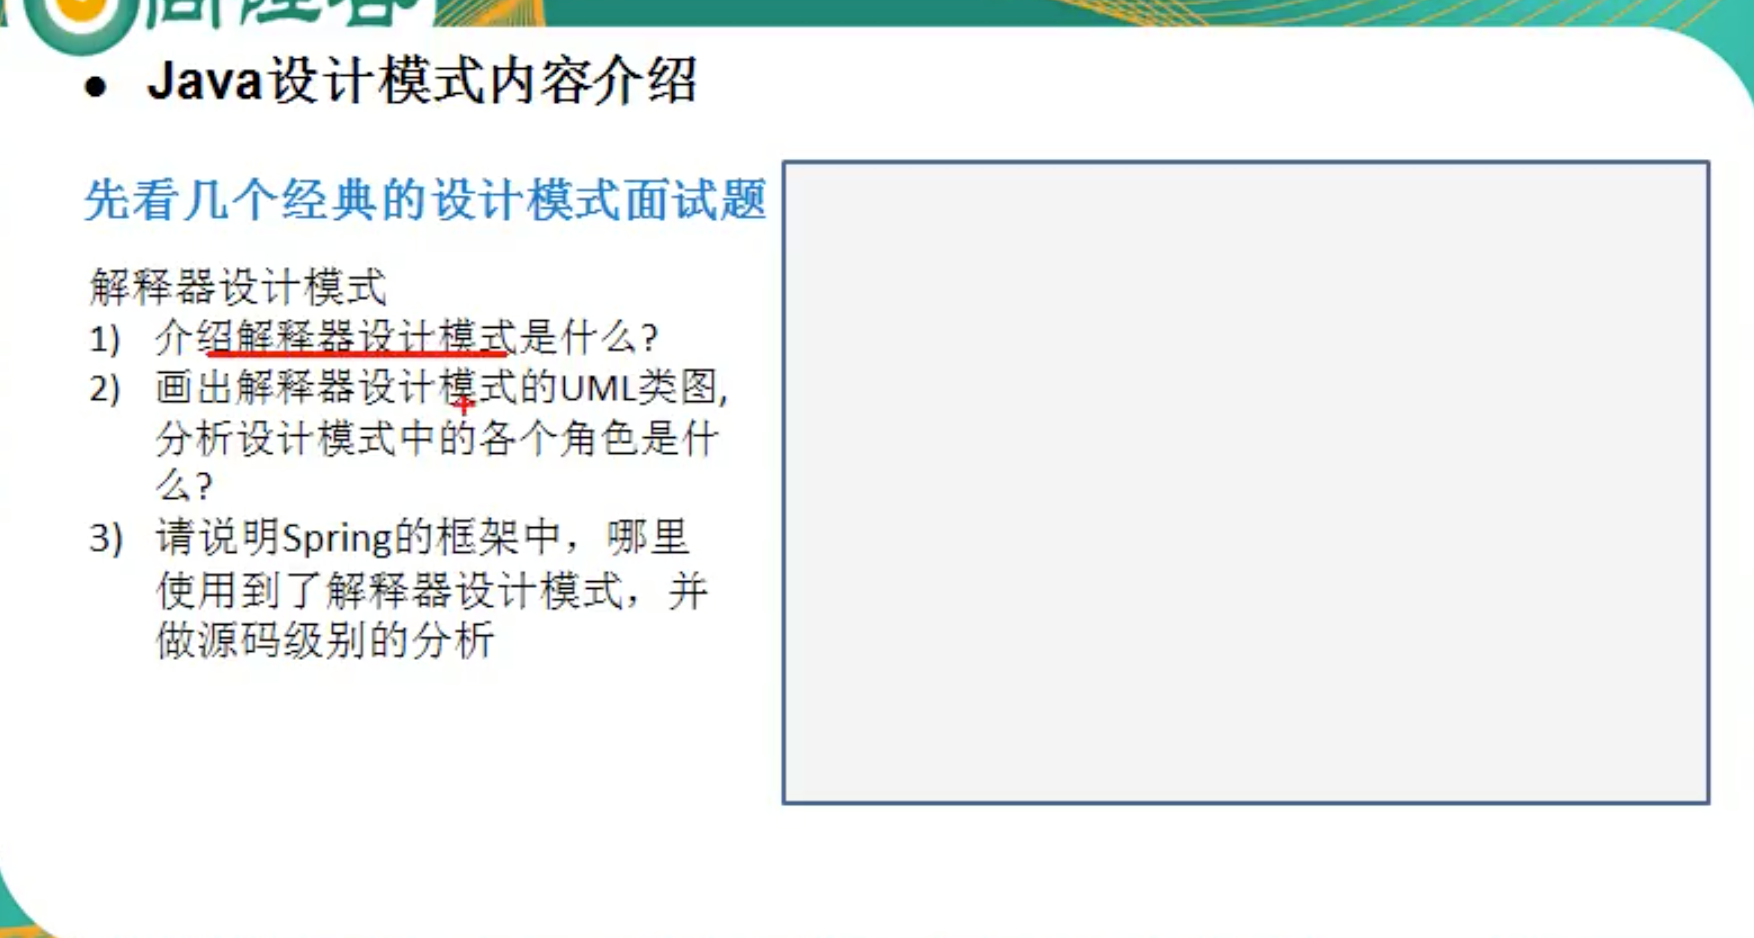 ● Java设计模式内容介绍
先看几个经典的设计模式面试题
解释器设计模式
1) 介绍解释器设计模式是什么?
2) 画出解释器设计模式的UML类图,
分析设计模式中的各个角色是什
么?
3) 请说明Spring的框架中，哪里
使用到了解释器设计模式，并
做源码级别的分析